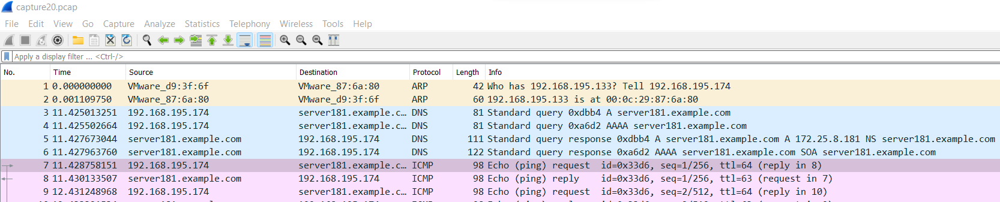 capture20.pcap
File Edit View Go Capture Analyze Statistics Telephony Wireless Tools Help
Apply a display filter ... <Ctrl-/>
No. Time Source Destination Protocol Length Info
1 0.000000000 VMware_d9:3f:6f VMware_87:6a:80 ARP 42 Who has 192.168.195.133? Tell 192.168.195.174
2 0.001109750 VMware_87:6a:80 VMware_d9:3f:6f ARP 60 192.168.195.133 is at 00:0c:29:87:6a:80
3 11.425013251 192.168.195.174 server181.example.c… DNS 81 Standard query 0xdbb4 A server181.example.com
4 11.425502664 192.168.195.174 server181.example.c… DNS 81 Standard query 0xa6d2 AAAA server181.example.com
5 11.427673044 server181.example.com 192.168.195.174 DNS 111 Standard query response 0xdbb4 A server181.example.com A 172.25.8.181 NS server181.example.com
6 11.427963760 server181.example.com 192.168.195.174 DNS 122 Standard query response 0xa6d2 AAAA server181.example.com SOA server181.example.com
7 11.428758151 192.168.195.174 server181.example.c… ICMP 98 Echo (ping) request id=0x33d6, seq=1/256, ttl=64 (reply in 8)
8 11.430133507 server181.example.com 192.168.195.174 ICMP 98 Echo (ping) reply id=0x33d6, seq=1/256, ttl=63 (request in 7)
9 12.431248968 192.168.195.174 server181.example.c… ICMP 98 Echo (ping) request id=0x33d6, seq=2/512, ttl=64 (reply in 10)